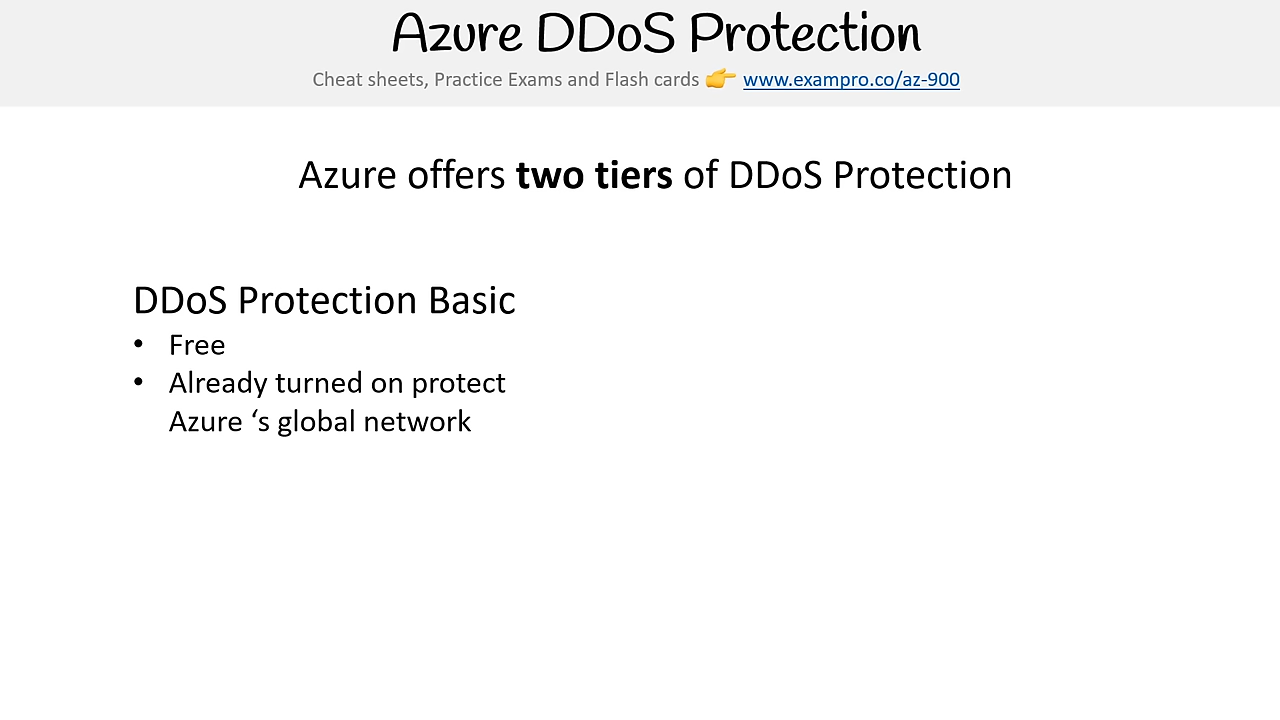 Azure DDoS Protection
Cheat sheets, Practice Exams and Flash cards 👉 www.exampro.co/az-900
Azure offers two tiers of DDoS Protection
DDoS Protection Basic
• Free
• Already turned on protect
Azure ‘s global network